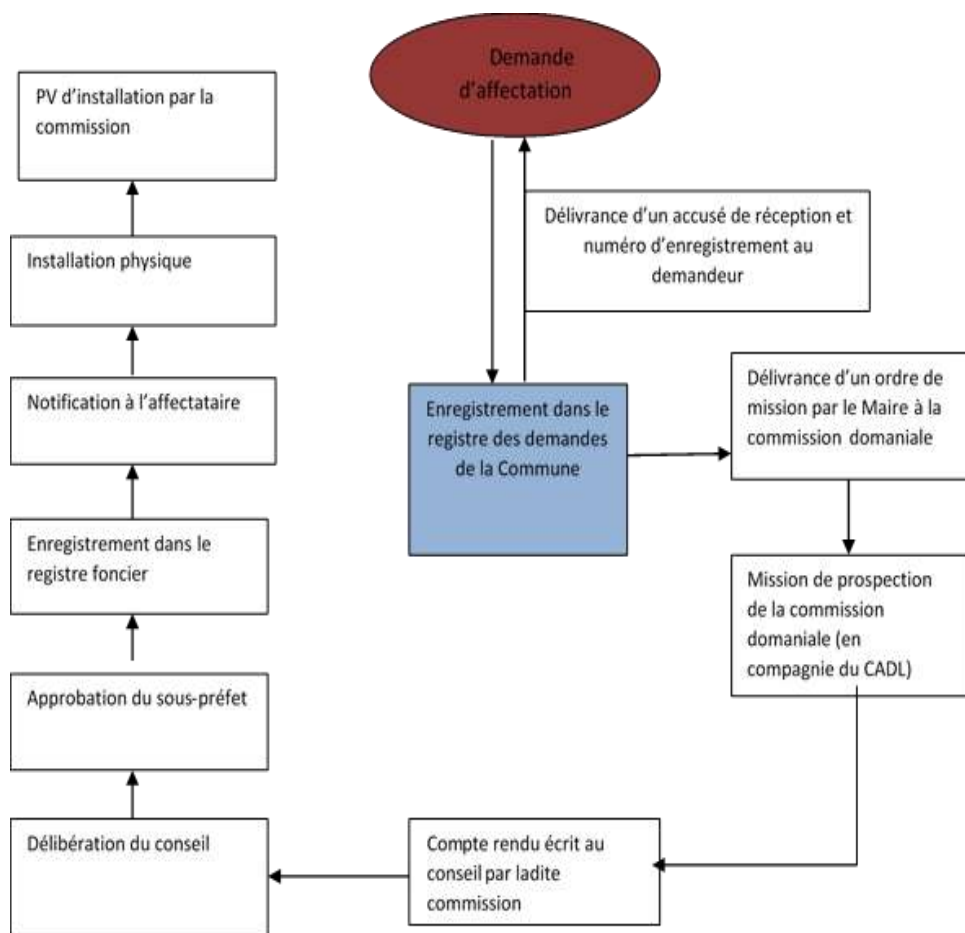 Demande
d'affectation
PV d'installation par la
commission
Délivrance d'un accusé de réception et
numéro d'enregistrement au
demandeur
Installation physique
Notification à l'affectataire
Enregistrement dans le
registre des demandes
de la Commune
Délivrance d'un ordre de
mission par le Maire à la
commission domaniale
Enregistrement dans le
registre foncier
Mission de prospection
de la commission
domaniale (en
compagnie du CADL)
Approbation du sous-préfet
Délibération du conseil
Compte rendu écrit au
conseil par ladite
commission